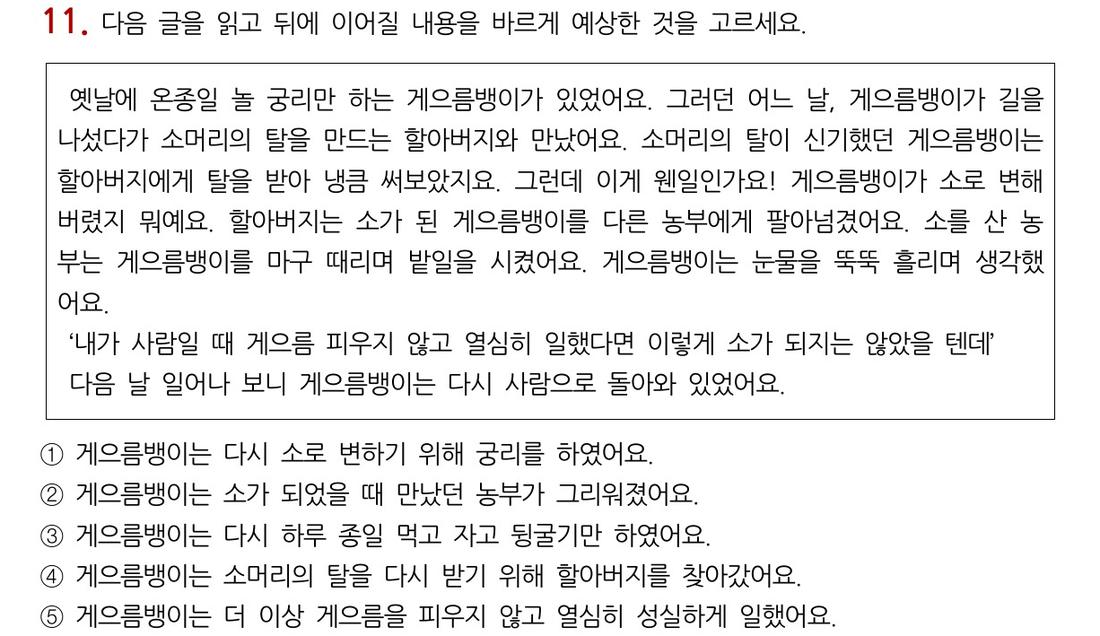 11. 다음 글을 읽고 뒤에 이어질 내용을 바르게 예상한 것을 고르세요.
옛날에 온종일 놀 궁리만 하는 게으름뱅이가 있었어요. 그러던 어느 날, 게으름뱅이가 길을
나섰다가 소머리의 탈을 만드는 할아버지와 만났어요. 소머리의 탈이 신기했던 게으름뱅이는
할아버지에게 탈을 받아 냉큼 써보았지요. 그런데 이게 웬일인가요! 게으름뱅이가 소로 변해
버렸지 뭐예요. 할아버지는 소가 된 게으름뱅이를 다른 농부에게 팔아넘겼어요. 소를 산 농
부는 게으름뱅이를 마구 때리며 밭일을 시켰어요. 게으름뱅이는 눈물을 뚝뚝 흘리며 생각했
어요.
‘내가 사람일 때 게으름 피우지 않고 열심히 일했다면 이렇게 소가 되지는 않았을 텐데’
다음 날 일어나 보니 게으름뱅이는 다시 사람으로 돌아와 있었어요.
① 게으름뱅이는 다시 소로 변하기 위해 궁리를 하였어요.
② 게으름뱅이는 소가 되었을 때 만났던 농부가 그리워졌어요.
③ 게으름뱅이는 다시 하루 종일 먹고 자고 뒹굴기만 하였어요.
④ 게으름뱅이는 소머리의 탈을 다시 받기 위해 할아버지를 찾아갔어요.
⑤ 게으름뱅이는 더 이상 게으름을 피우지 않고 열심히 성실하게 일했어요.